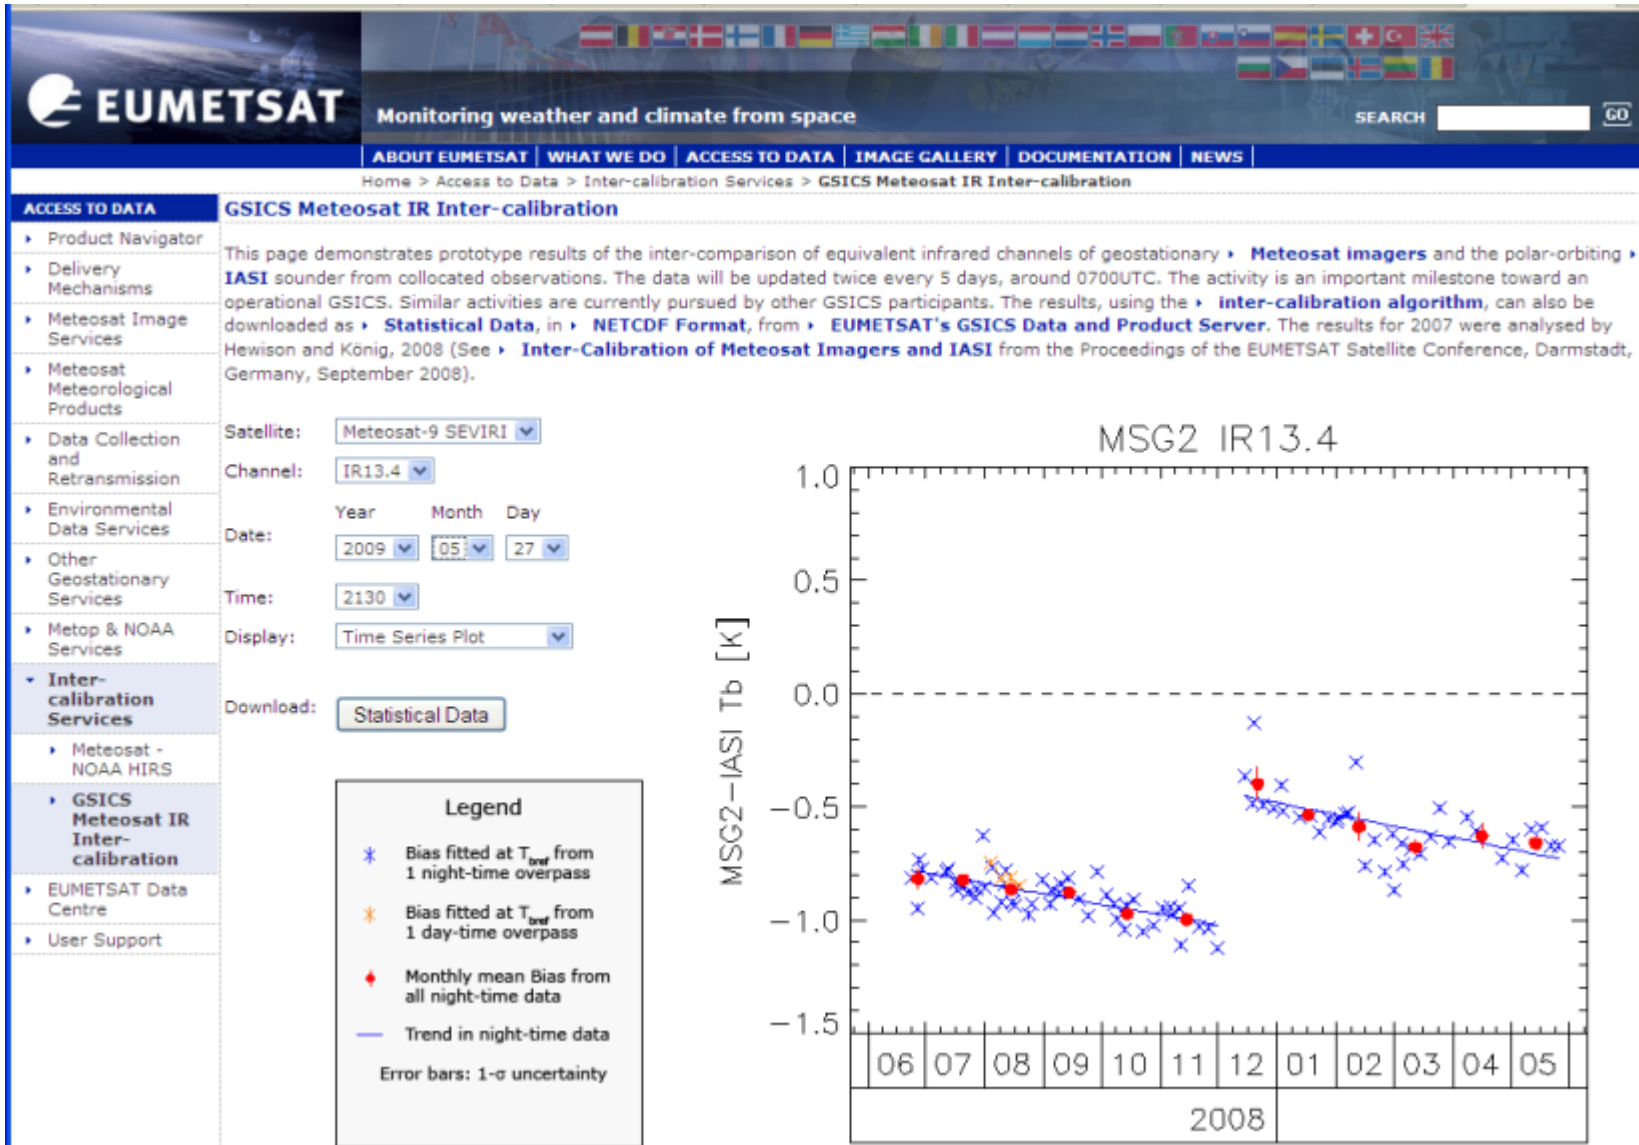 EUMETSAT
Monitoring weather and climate from space
SEARCH
GO
ABOUT EUMETSAT | WHAT WE DO | ACCESS TO DATA | IMAGE GALLERY | DOCUMENTATION | NEWS
Home > Access to Data > Inter-calibration Services > GSICS Meteosat IR Inter-calibration
ACCESS TO DATA
Product Navigator
Delivery
Mechanisms
Meteosat Image
Services
Meteosat
Meteorological
Products
Data Collection
and
Retransmission
Environmental
Data Services
Other
Geostationary
Services
Metop & NOAA
Services
Inter-
calibration
Services
Meteosat -
NOAA HIRS
GSICS
Meteosat IR
Inter-
calibration
EUMETSAT Data
Centre
User Support
GSICS Meteosat IR Inter-calibration
This page demonstrates prototype results of the inter-comparison of equivalent infrared channels of geostationary Meteosat imagers and the polar-orbiting
IASI sounder from collocated observations. The data will be updated twice every 5 days, around 0700UTC. The activity is an important milestone toward an
operational GSICS. Similar activities are currently pursued by other GSICS participants. The results, using the inter-calibration algorithm, can also be
downloaded as Statistical Data, in NETCDF Format, from EUMETSAT's GSICS Data and Product Server. The results for 2007 were analysed by
Hewison and König, 2008 (See Inter-Calibration of Meteosat Imagers and IASI from the Proceedings of the EUMETSAT Satellite Conference, Darmstadt,
Germany, September 2008).
Satellite: Meteosat-9 SEVIRI
Channel: IR13.4
Year Month Day
Date: 2009 05 27
Time: 2130
Display: Time Series Plot
Download: Statistical Data
Legend
Bias fitted at Tbref from
1 night-time overpass
Bias fitted at Tbref from
1 day-time overpass
Monthly mean Bias from
all night-time data
Trend in night-time data
Error bars: 1-σ uncertainty
MSG2 IR13.4
MSG2-IASI Tb [K]
1.0
0.5
0.0
-0.5
-1.0
-1.5
06 07 08 09 10 11 12 01 02 03 04 05
2008